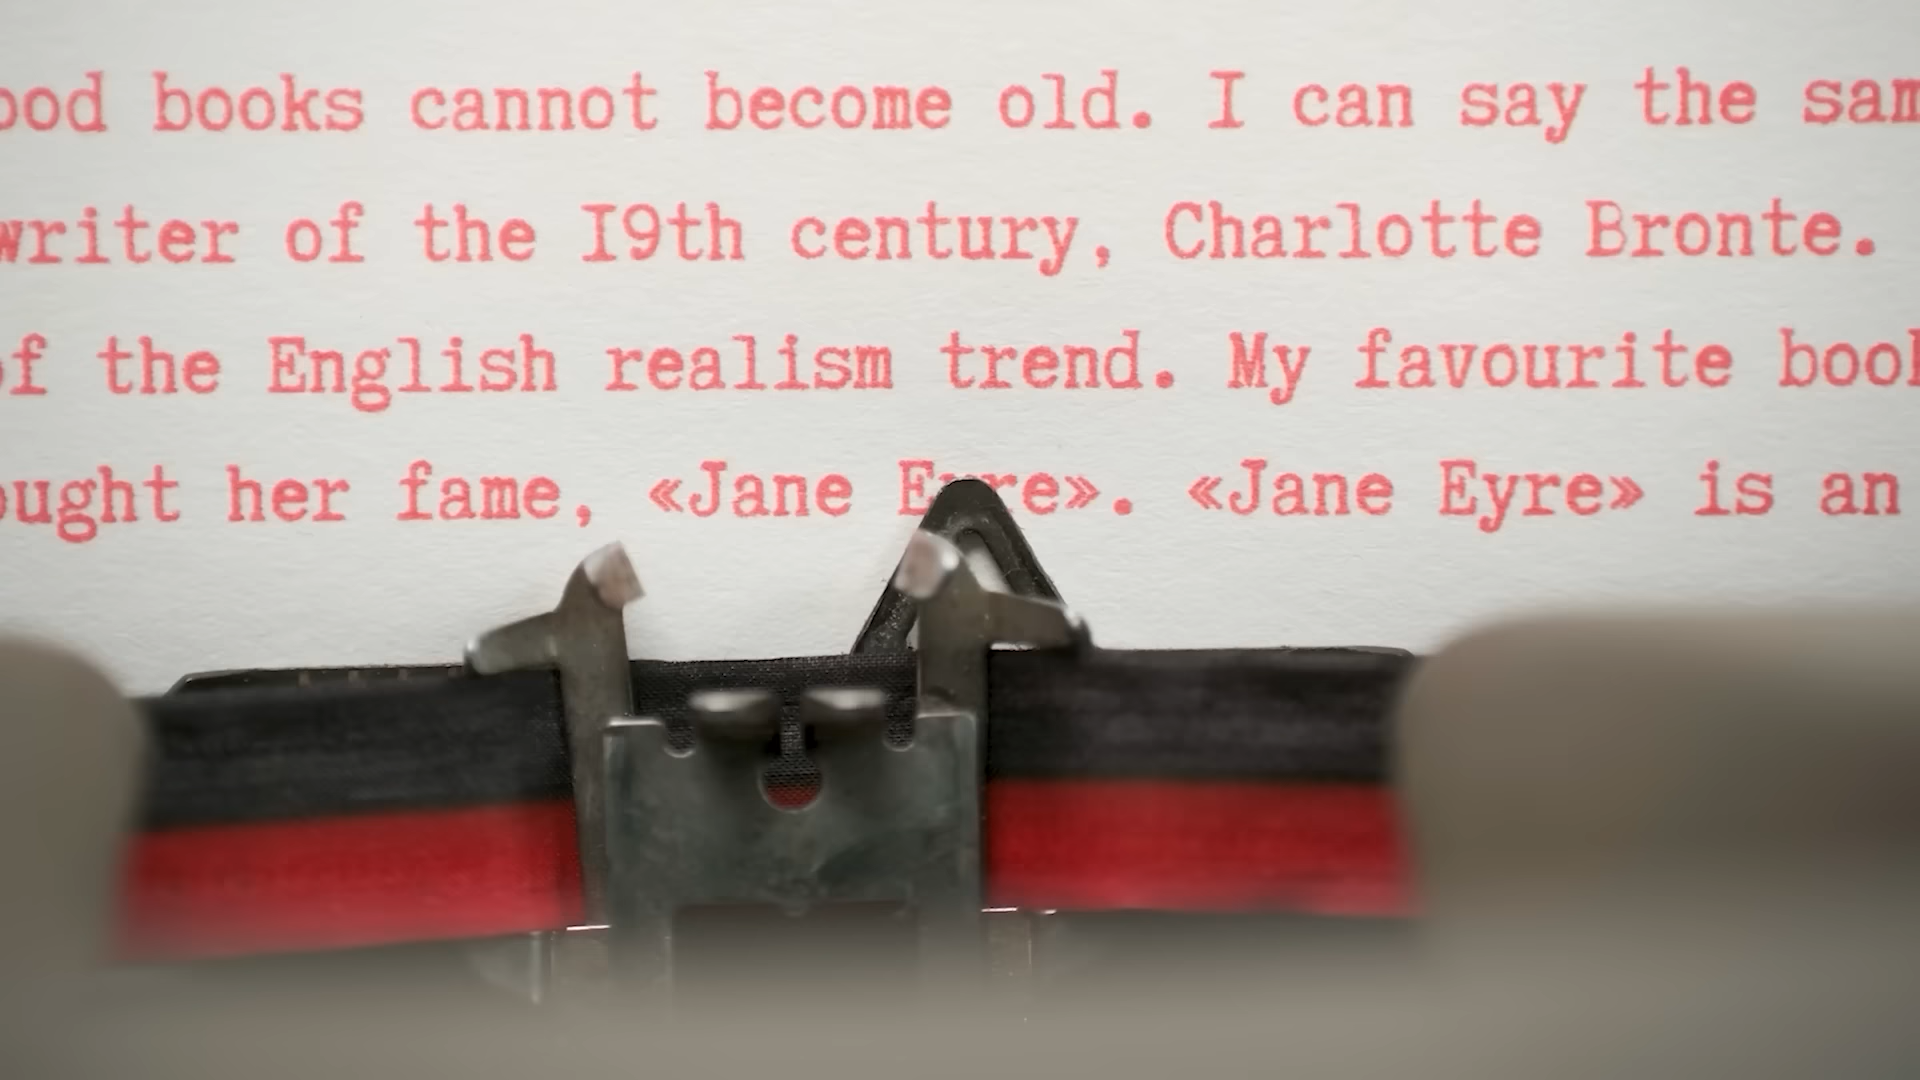 ood books cannot become old. I can say the sam
writer of the I9th century, Charlotte Bronte.
of the English realism trend. My favourite book
ought her fame, «Jane Eyre». «Jane Eyre» is an